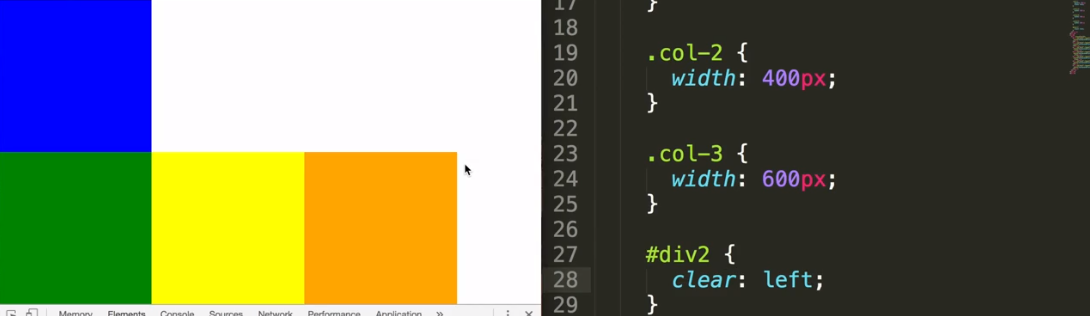 17 }
18
19 .col-2 {
20 width: 400px;
21 }
22
23 .col-3 {
24 width: 600px;
25 }
26
27 #div2 {
28 clear: left;
29 }
Memory Elements Console Sources Network Performance Application »